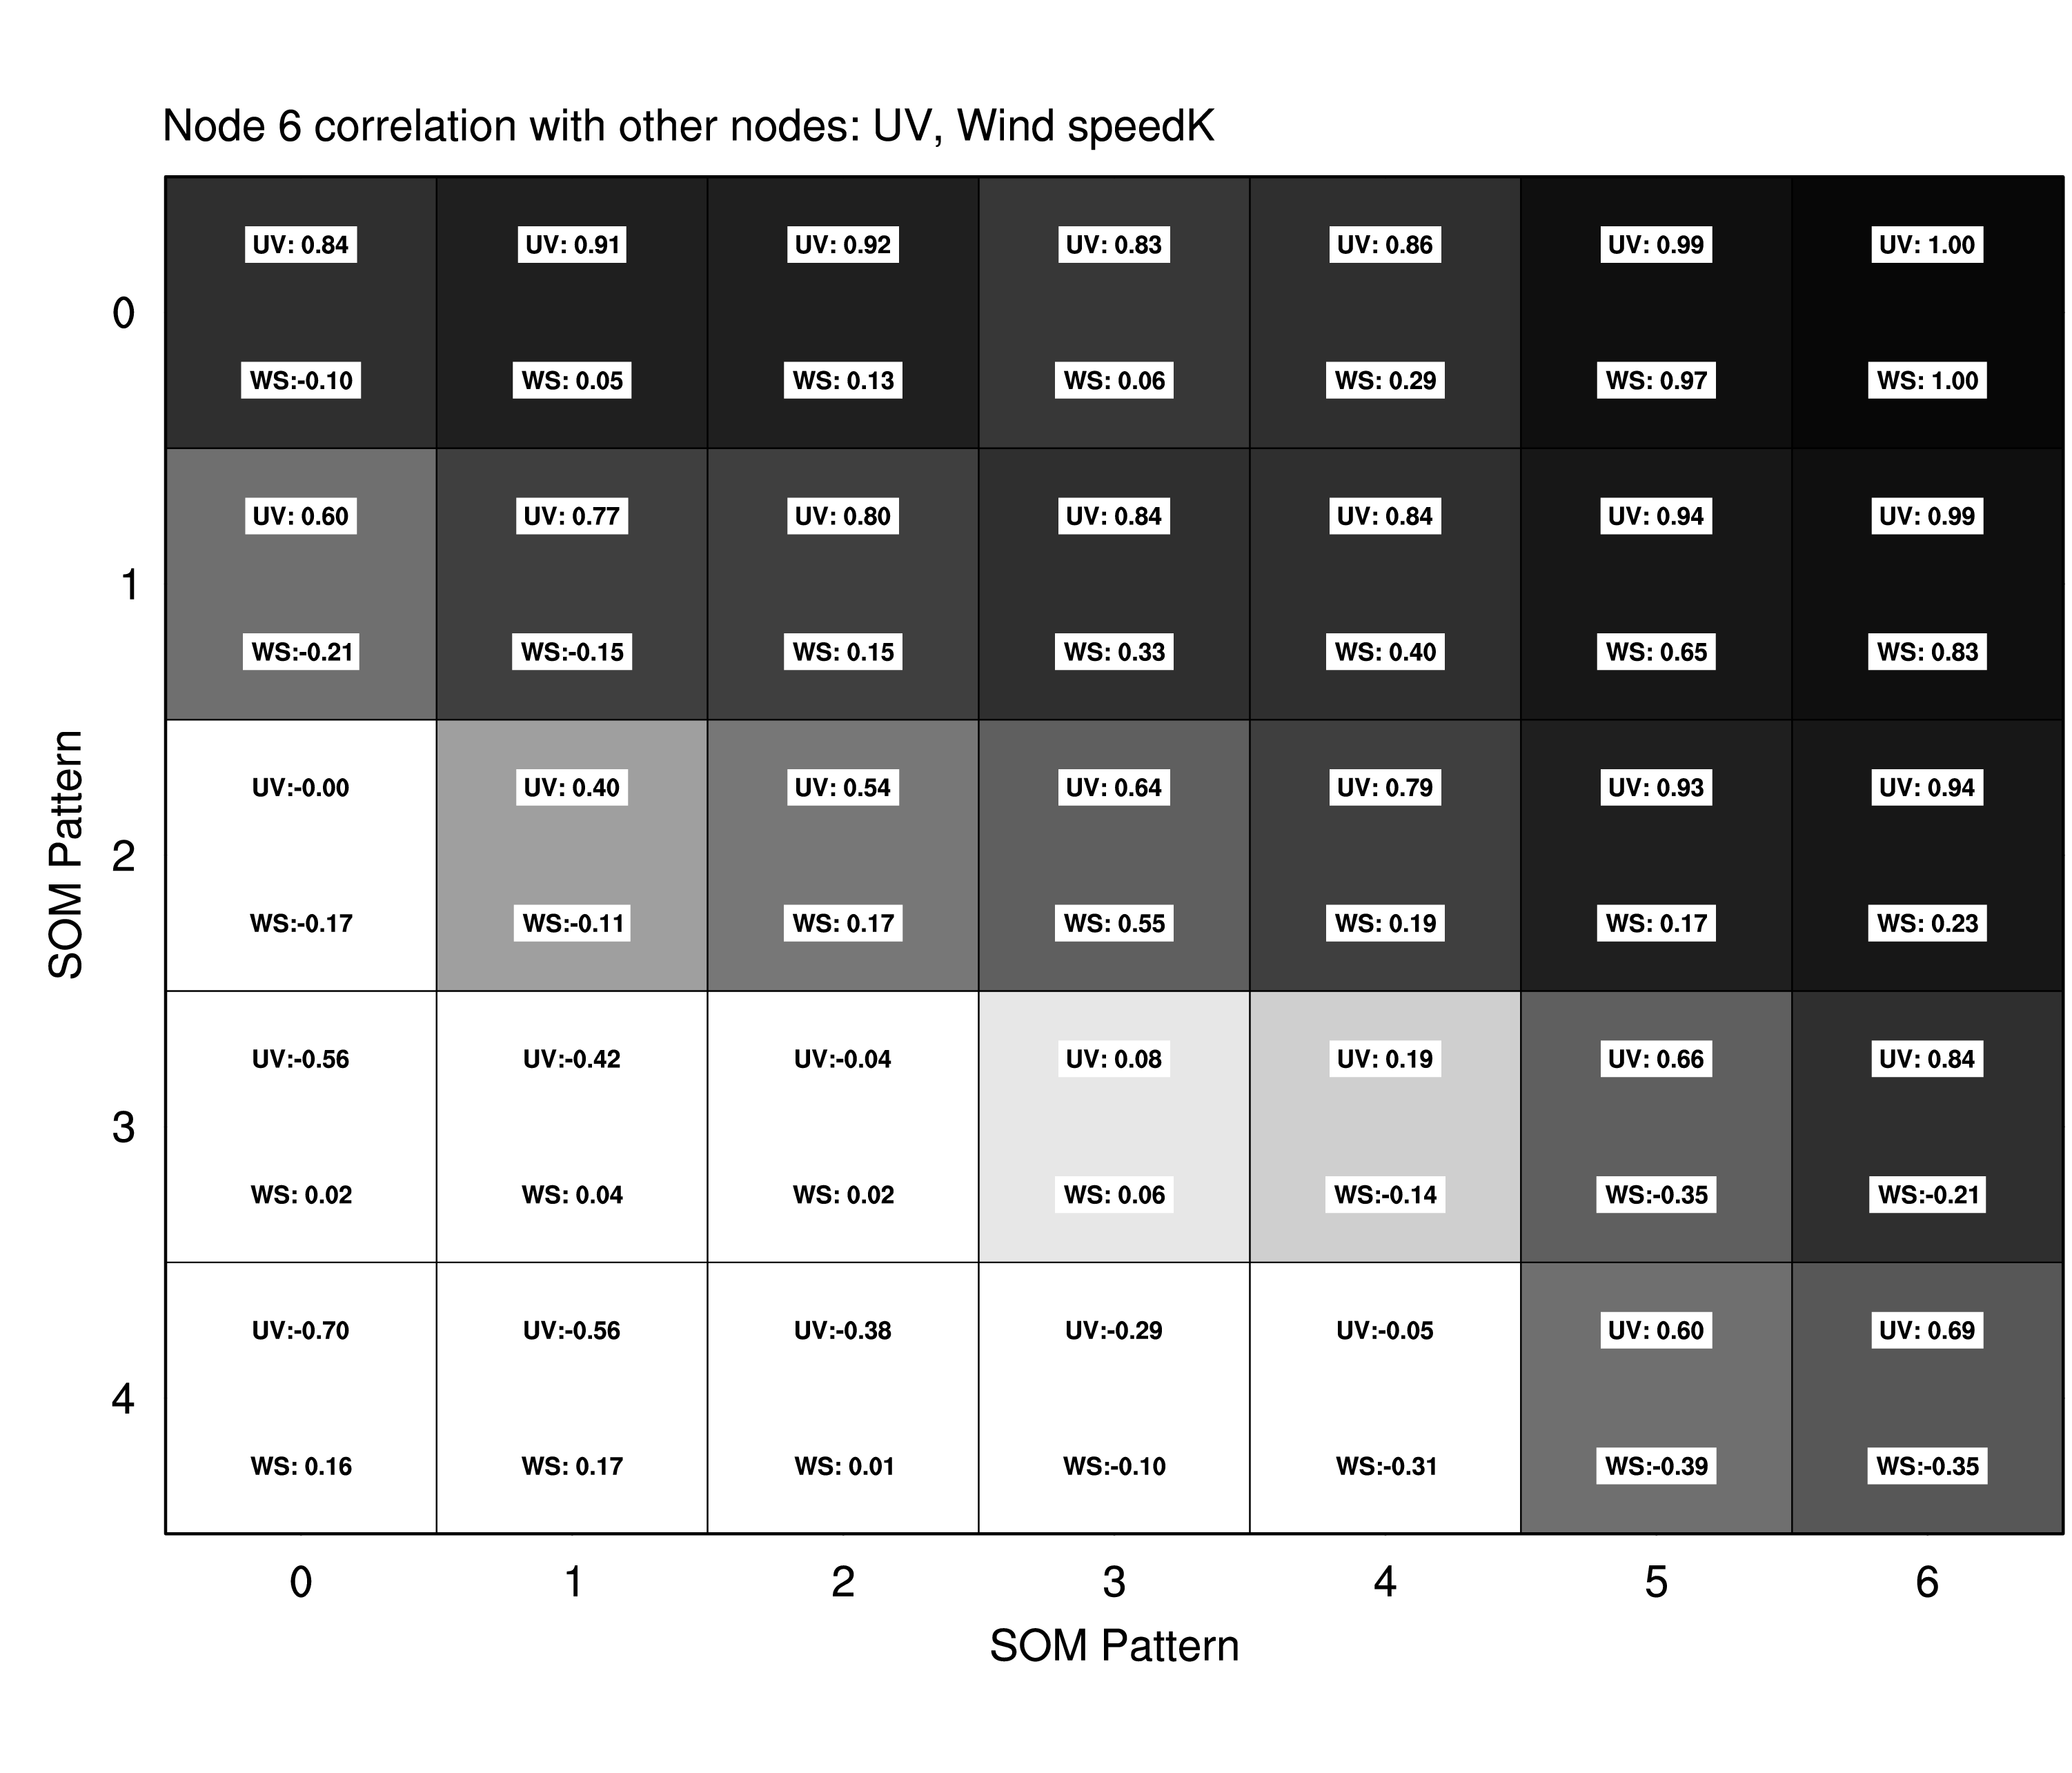 Node 6 correlation with other nodes: UV, Wind speedK
UV: 0.84 UV: 0.91 UV: 0.92 UV: 0.83 UV: 0.86 UV: 0.99 UV: 1.00
0
WS:-0.10 WS: 0.05 WS: 0.13 WS: 0.06 WS: 0.29 WS: 0.97 WS: 1.00
UV: 0.60 UV: 0.77 UV: 0.80 UV: 0.84 UV: 0.84 UV: 0.94 UV: 0.99
1
WS:-0.21 WS:-0.15 WS: 0.15 WS: 0.33 WS: 0.40 WS: 0.65 WS: 0.83
UV:-0.00 UV: 0.40 UV: 0.54 UV: 0.64 UV: 0.79 UV: 0.93 UV: 0.94
SOM Pattern
2
WS:-0.17 WS:-0.11 WS: 0.17 WS: 0.55 WS: 0.19 WS: 0.17 WS: 0.23
UV:-0.56 UV:-0.42 UV:-0.04 UV: 0.08 UV: 0.19 UV: 0.66 UV: 0.84
3
WS: 0.02 WS: 0.04 WS: 0.02 WS: 0.06 WS:-0.14 WS:-0.35 WS:-0.21
UV:-0.70 UV:-0.56 UV:-0.38 UV:-0.29 UV:-0.05 UV: 0.60 UV: 0.69
4
WS: 0.16 WS: 0.17 WS: 0.01 WS:-0.10 WS:-0.31 WS:-0.39 WS:-0.35
0 1 2 3 4 5 6
SOM Pattern